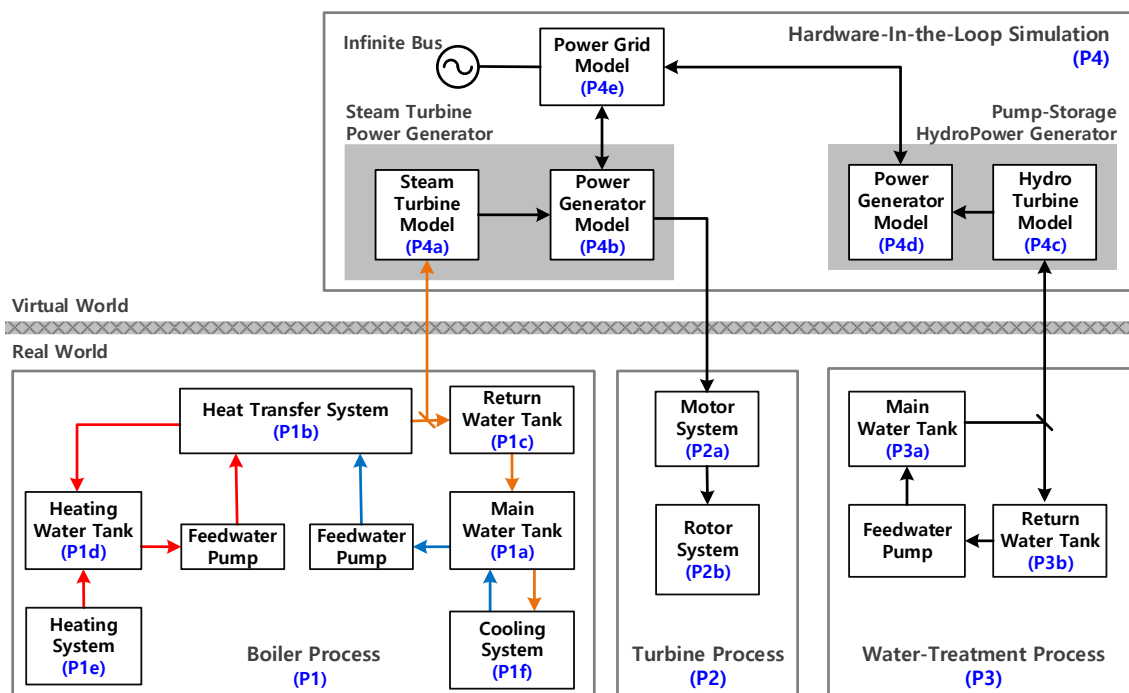 Infinite Bus
Power Grid
Model
(P4e)
Hardware-In-the-Loop Simulation
(P4)
Steam Turbine
Power Generator
Pump-Storage
HydroPower Generator
Steam
Turbine
Model
(P4a)
Power
Generator
Model
(P4b)
Power
Generator
Model
(P4d)
Hydro
Turbine
Model
(P4c)
Virtual World
Real World
Heat Transfer System
(P1b)
Return
Water Tank
(P1c)
Heating
Water Tank
(P1d)
Feedwater
Pump
Feedwater
Pump
Main
Water Tank
(P1a)
Heating
System
(P1e)
Boiler Process
(P1)
Cooling
System
(P1f)
Motor
System
(P2a)
Rotor
System
(P2b)
Turbine Process
(P2)
Main
Water Tank
(P3a)
Feedwater
Pump
Return
Water Tank
(P3b)
Water-Treatment Process
(P3)